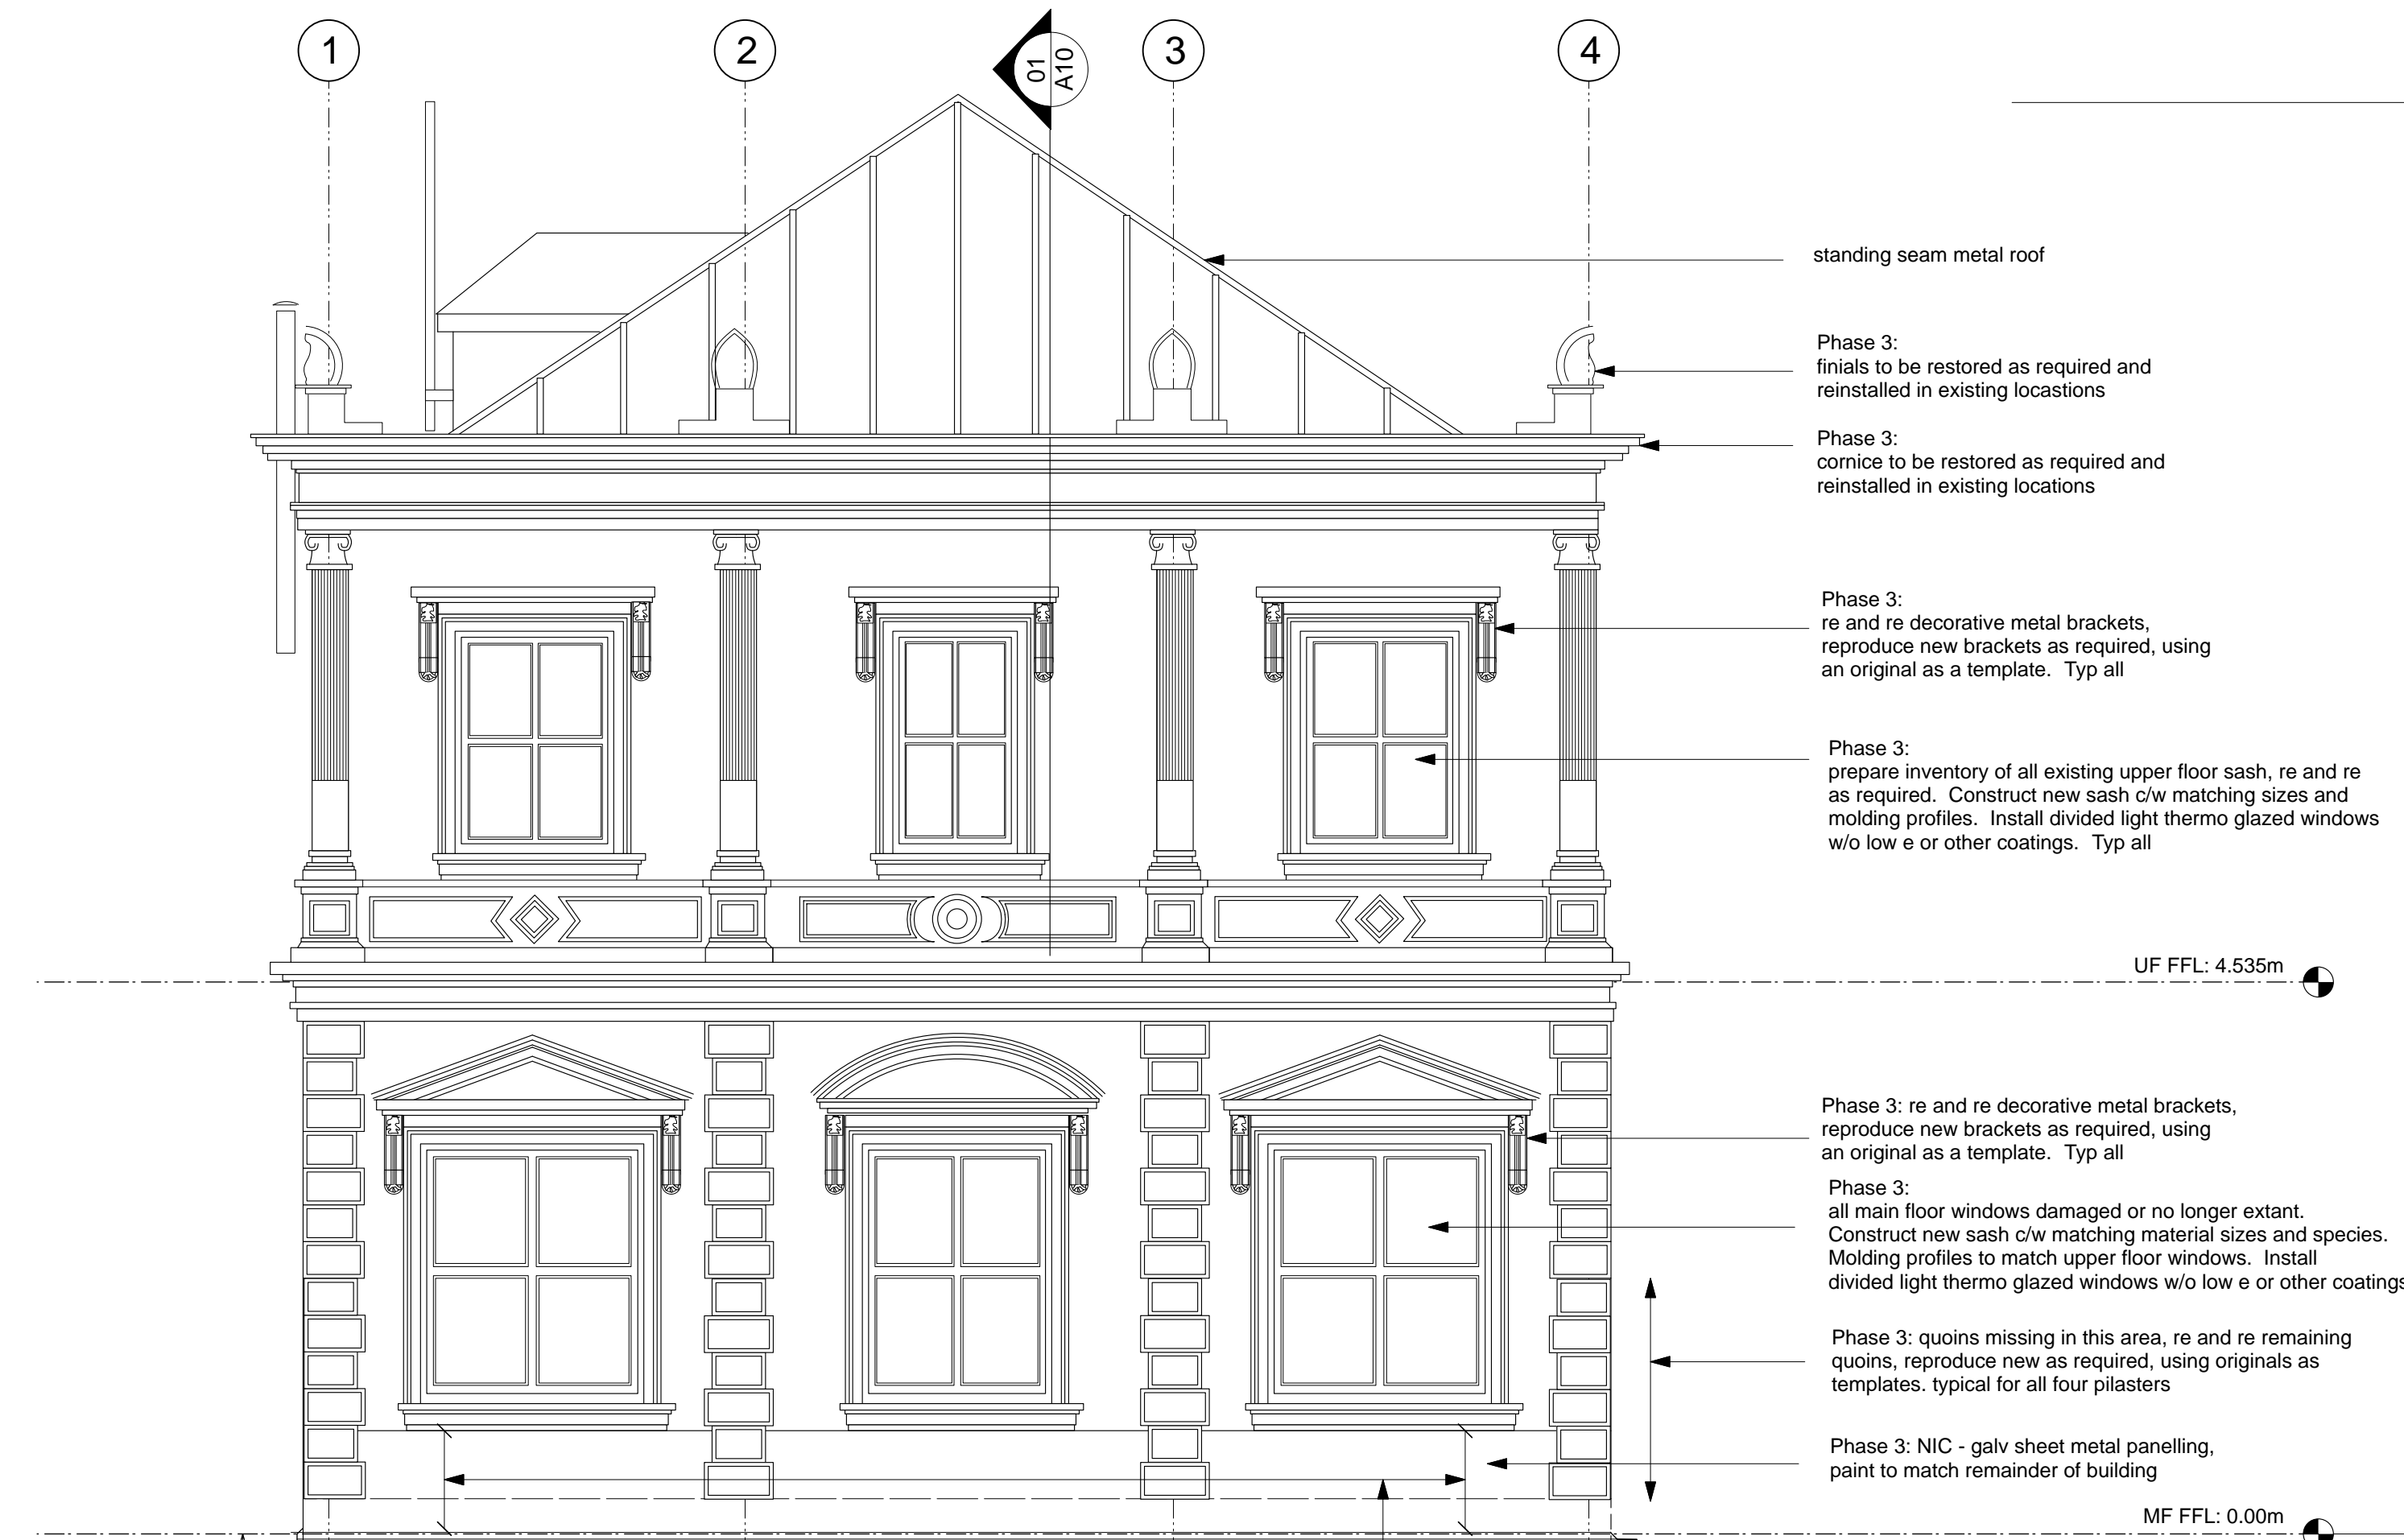 1
2
01
A10
3
4
standing seam metal roof
Phase 3:
finials to be restored as required and
reinstalled in existing locastions
Phase 3:
cornice to be restored as required and
reinstalled in existing locations
Phase 3:
re and re decorative metal brackets,
reproduce new brackets as required, using
an original as a template. Typ all
Phase 3:
prepare inventory of all existing upper floor sash, re and re
as required. Construct new sash c/w matching sizes and
molding profiles. Install divided light thermo glazed windows
w/o low e or other coatings. Typ all
UF FFL: 4.535m
Phase 3: re and re decorative metal brackets,
reproduce new brackets as required, using
an original as a template. Typ all
Phase 3:
all main floor windows damaged or no longer extant.
Construct new sash c/w matching material sizes and species.
Molding profiles to match upper floor windows. Install
divided light thermo glazed windows w/o low e or other coatings
Phase 3: quoins missing in this area, re and re remaining
quoins, reproduce new as required, using originals as
templates. typical for all four pilasters
Phase 3: NIC - galv sheet metal panelling,
paint to match remainder of building
MF FFL: 0.00m